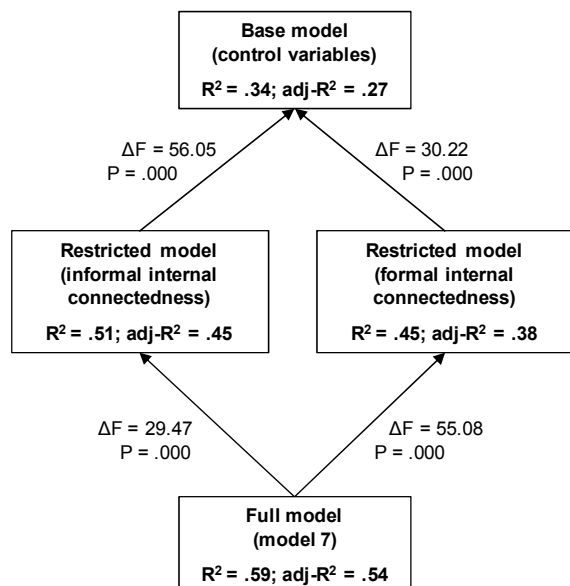 Base model
(control variables)
R² = .34; adj-R² = .27
ΔF = 56.05
P = .000
ΔF = 30.22
P = .000
Restricted model
(informal internal
connectedness)
R² = .51; adj-R² = .45
Restricted model
(formal internal
connectedness)
R² = .45; adj-R² = .38
ΔF = 29.47
P = .000
ΔF = 55.08
P = .000
Full model
(model 7)
R² = .59; adj-R² = .54